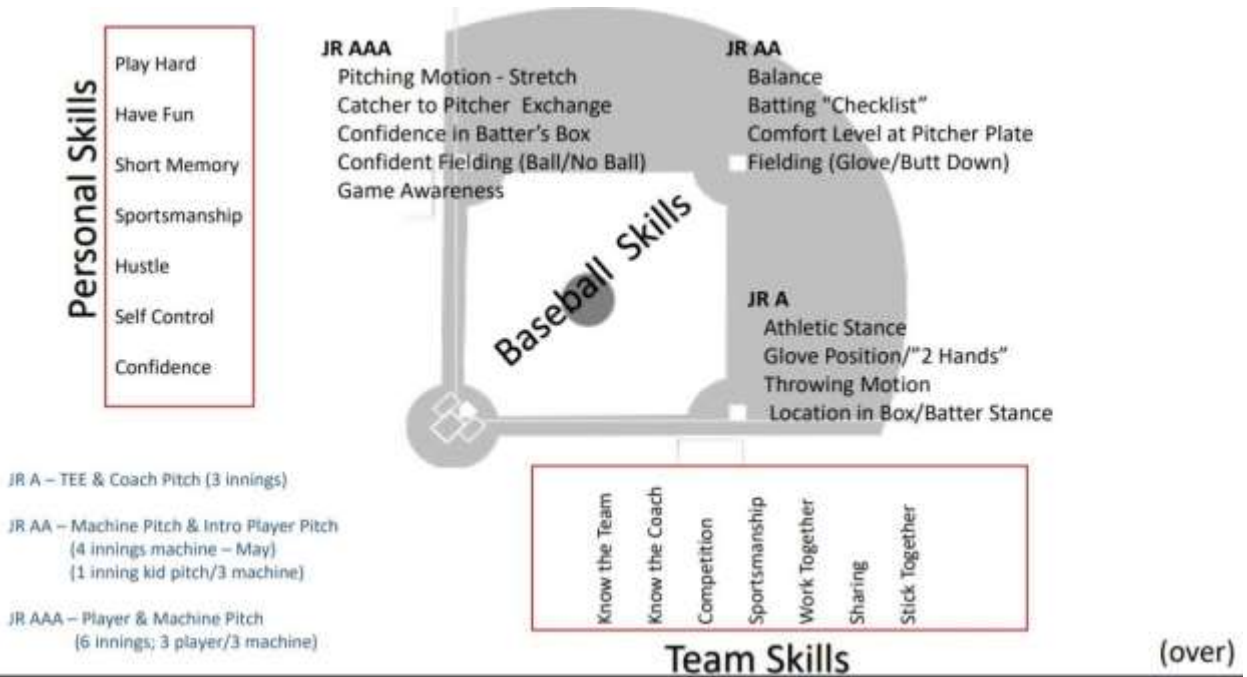 Personal Skills
Play Hard
Have Fun
Short Memory
Sportsmanship
Hustle
Self Control
Confidence
JR AAA
Pitching Motion - Stretch
Catcher to Pitcher Exchange
Confidence in Batter's Box
Confident Fielding (Ball/No Ball)
Game Awareness
JR AA
Balance
Batting "Checklist”
Comfort Level at Pitcher Plate
Fielding (Glove/Butt Down)
Baseball Skills
JR A
Athletic Stance
Glove Position/”2 Hands”
Throwing Motion
Location in Box/Batter Stance
JR A – TEE & Coach Pitch (3 innings)
JR AA – Machine Pitch & Intro Player Pitch
(4 innings machine – May)
(1 inning kid pitch/3 machine)
JR AAA – Player & Machine Pitch
(6 innings; 3 player/3 machine)
Know the Team
Know the Coach
Competition
Sportsmanship
Work Together
Sharing
Stick Together
Team Skills
(over)